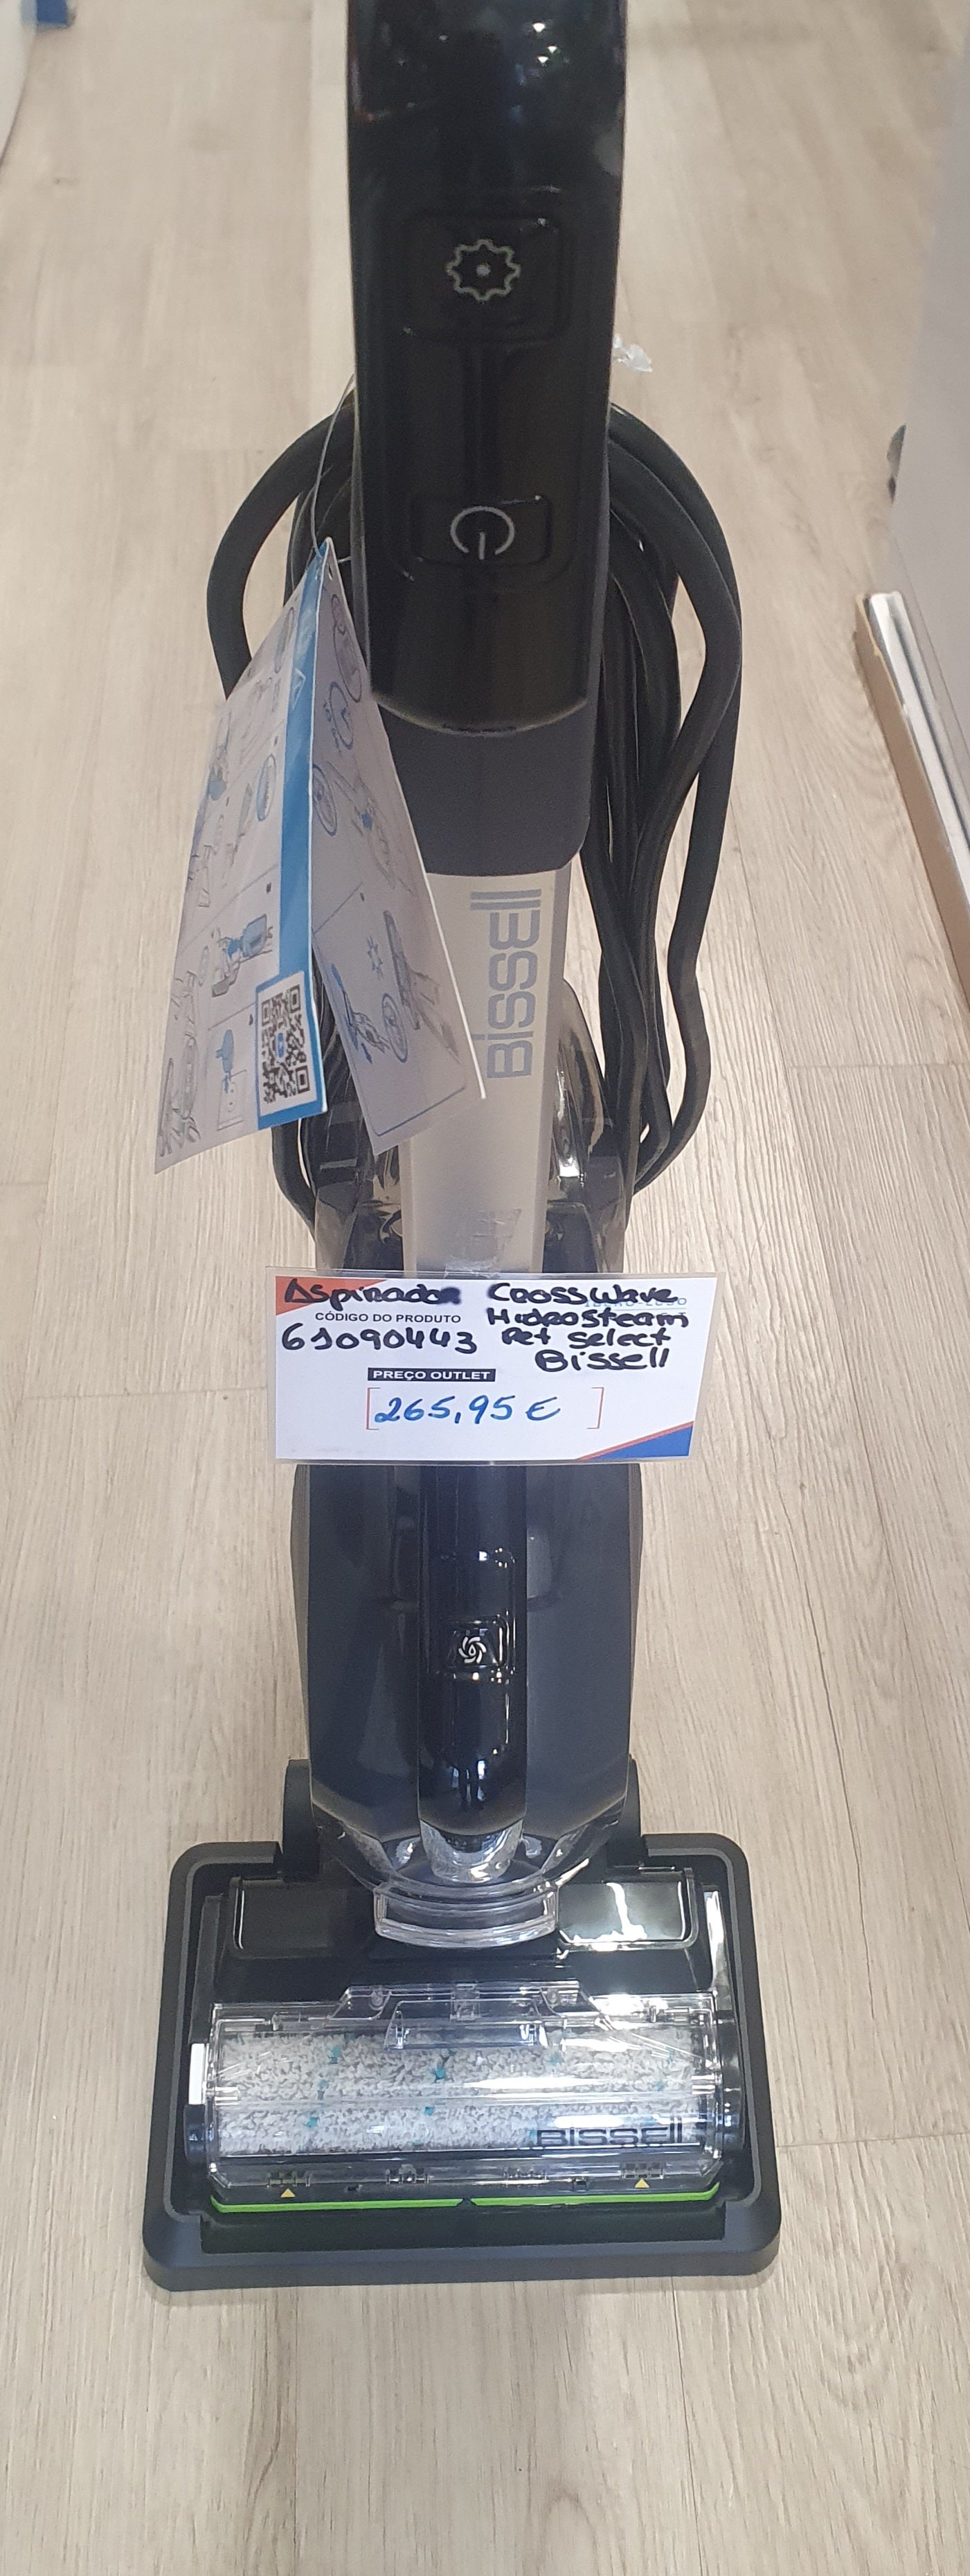 Bissell
Aspirador CrossWave
CÓDIGO DO PRODUTO HidroSteam
61090443 Pet Select
Bissell
PREÇO OUTLET
265,95 €
BISSELL